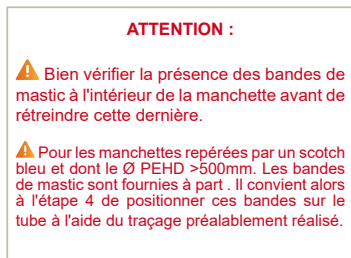 ATTENTION :
Bien vérifier la présence des bandes de
mastic à l'intérieur de la manchette avant de
rétreindre cette dernière.
Pour les manchettes repérées par un scotch
bleu et dont le Ø PEHD >500mm. Les bandes
de mastic sont fournies à part . Il convient alors
à l'étape 4 de positionner ces bandes sur le
tube à l'aide du traçage préalablement réalisé.